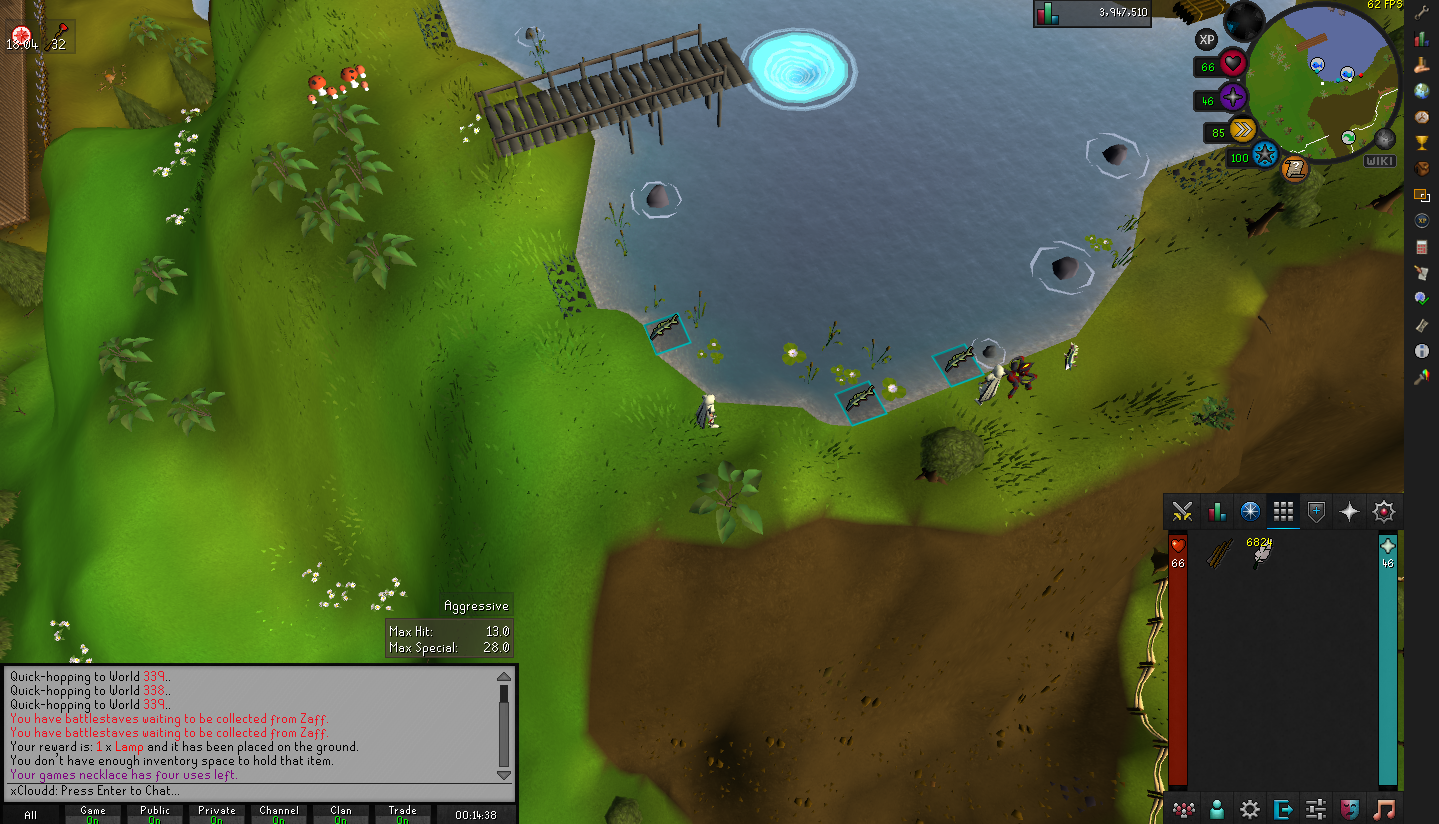 13:04 32
3,947,510
62 FPS
XP
66
46
85
100
WIKI
Aggressive
Max Hit: 13.0
Max Special: 28.0
6824
66
46
Quick-hopping to World 339..
Quick-hopping to World 338..
Quick-hopping to World 339..
You have battlestaves waiting to be collected from Zaff.
You have battlestaves waiting to be collected from Zaff.
Your reward is: 1 x Lamp and it has been placed on the ground.
You don't have enough inventory space to hold that item.
Your games necklace has four uses left.
xCloudd: Press Enter to Chat...
All Game Public Private Channel Clan Trade 00:14:38
On On On On On On